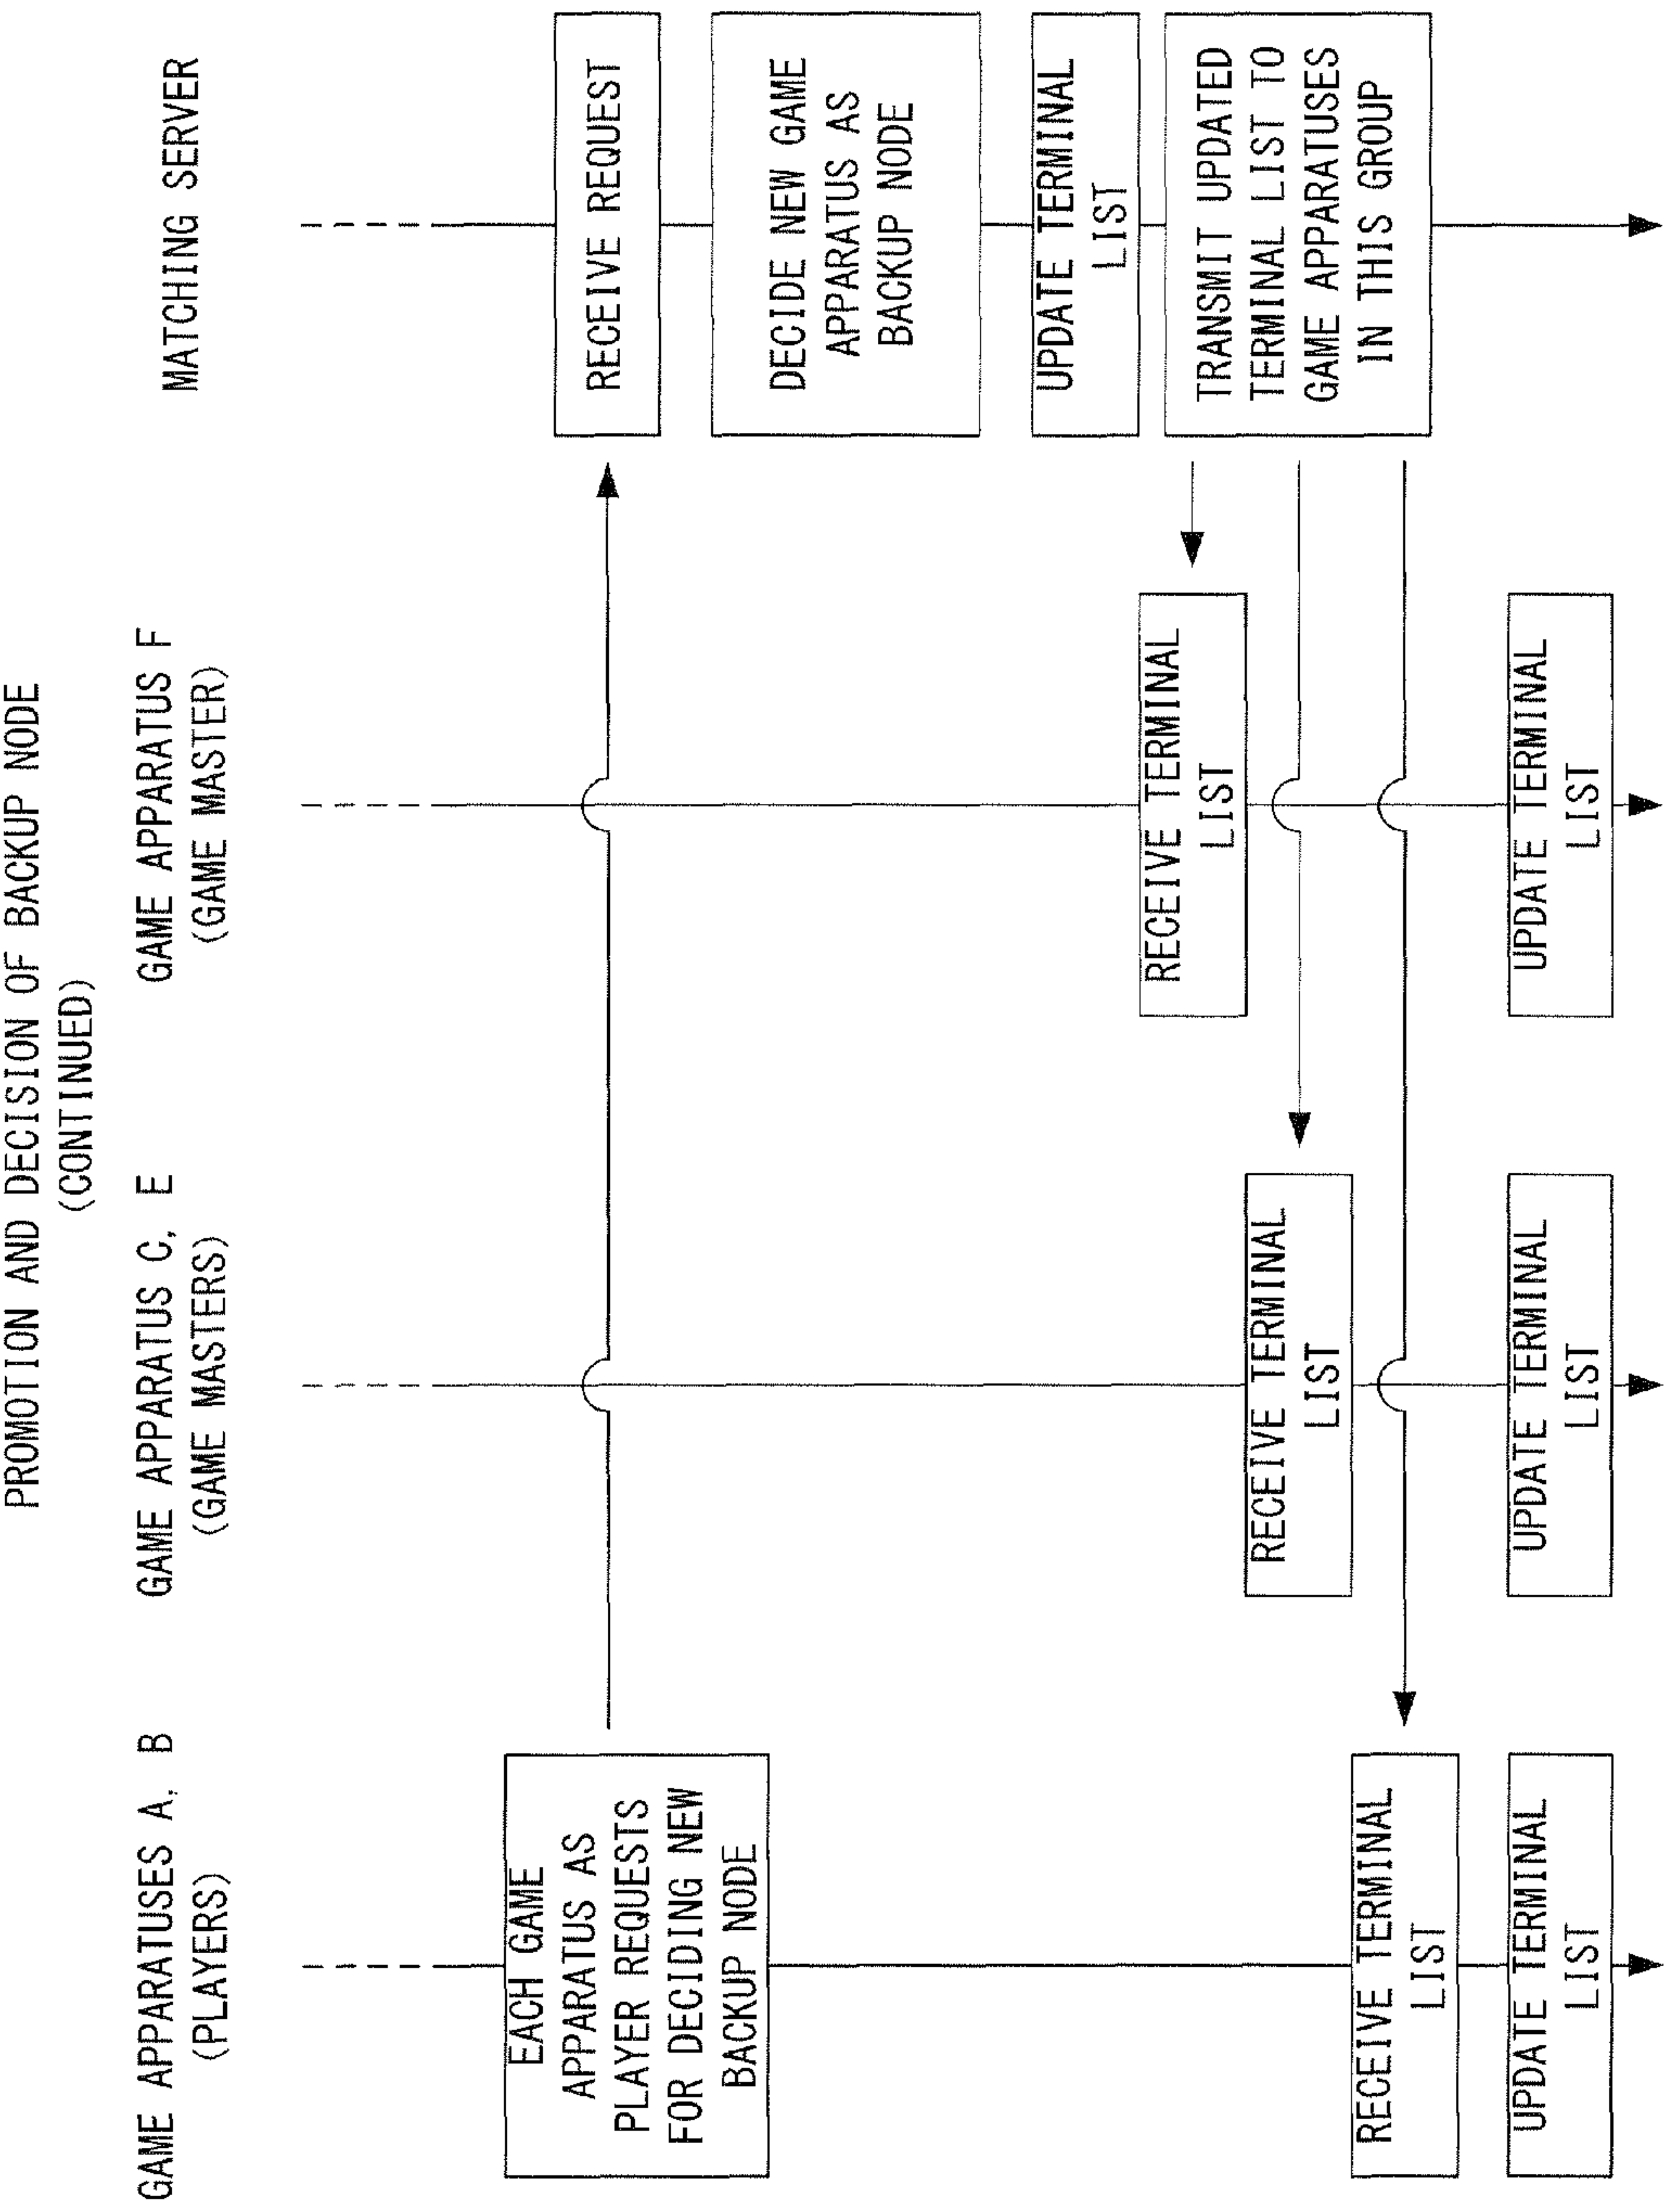 PROMOTION AND DECISION OF BACKUP NODE
(CONTINUED)
GAME APPARATUSES A, B
(PLAYERS)
GAME APPARATUS C, E
(GAME MASTERS)
GAME APPARATUS F
(GAME MASTER)
MATCHING SERVER
EACH GAME
APPARATUS AS
PLAYER REQUESTS
FOR DECIDING NEW
BACKUP NODE
RECEIVE REQUEST
DECIDE NEW GAME
APPARATUS AS
BACKUP NODE
UPDATE TERMINAL
LIST
TRANSMIT UPDATED
TERMINAL LIST TO
GAME APPARATUSES
IN THIS GROUP
RECEIVE TERMINAL
LIST
RECEIVE TERMINAL
LIST
RECEIVE TERMINAL
LIST
UPDATE TERMINAL
LIST
UPDATE TERMINAL
LIST
UPDATE TERMINAL
LIST